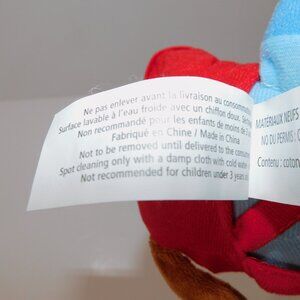 Ne pas enlever avant la livraison au consommateur
Surface lavable à l'eau froide avec un chiffon doux.
Non recommandé pour les enfants de moins de 3
Fabriqué en Chine / Made in China
Not to be removed until delivered to the
Spot cleaning only with a damp cloth with cold water
Not recommended for children under 3 years
MATERIAUX NEUFS
NO DU PERMIS:
Contenu: coton